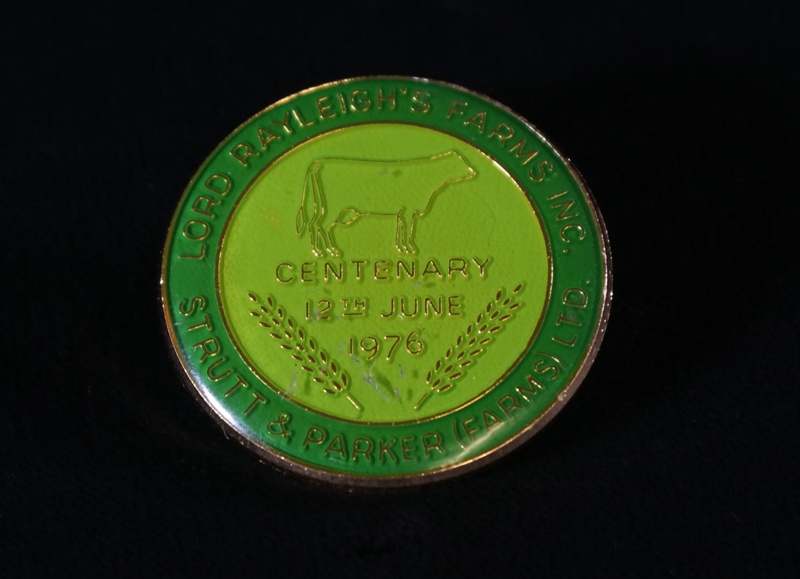 LORD RAYLEIGH'S FARMS INC.
CENTENARY
12TH JUNE
1976
STRUTT & PARKER (FARMS) LTD.